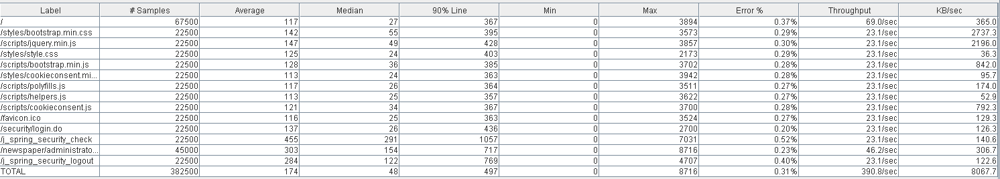 Label # Samples Average Median 90% Line Min Max Error % Throughput KB/sec
/ 67500 117 27 367 0 3894 0.37% 69.0/sec 365.0
/styles/bootstrap.min.css 22500 142 55 395 0 3573 0.29% 23.1/sec 2737.3
/scripts/jquery.min.js 22500 147 49 428 0 3857 0.30% 23.1/sec 2196.0
/styles/style.css 22500 125 24 403 0 2173 0.29% 23.1/sec 36.3
/scripts/bootstrap.min.js 22500 128 36 385 0 3702 0.28% 23.1/sec 842.0
/styles/cookieconsent.mi... 22500 113 24 363 0 3942 0.28% 23.1/sec 95.7
/scripts/polyfills.js 22500 117 26 364 0 3511 0.27% 23.1/sec 174.0
/scripts/helpers.js 22500 113 25 357 0 3622 0.27% 23.1/sec 52.9
/scripts/cookieconsent.js 22500 121 34 367 0 3700 0.28% 23.1/sec 792.3
/favicon.ico 22500 116 25 363 0 3524 0.27% 23.1/sec 129.3
/security/login.do 22500 137 26 436 0 2700 0.20% 23.1/sec 126.3
/j_spring_security_check 22500 455 291 1057 0 7031 0.52% 23.1/sec 140.6
/newspaper/administrato... 45000 303 154 717 0 8716 0.23% 46.2/sec 306.7
/j_spring_security_logout 22500 284 122 769 0 4707 0.40% 23.1/sec 122.6
TOTAL 382500 174 48 497 0 8716 0.31% 390.8/sec 8067.7